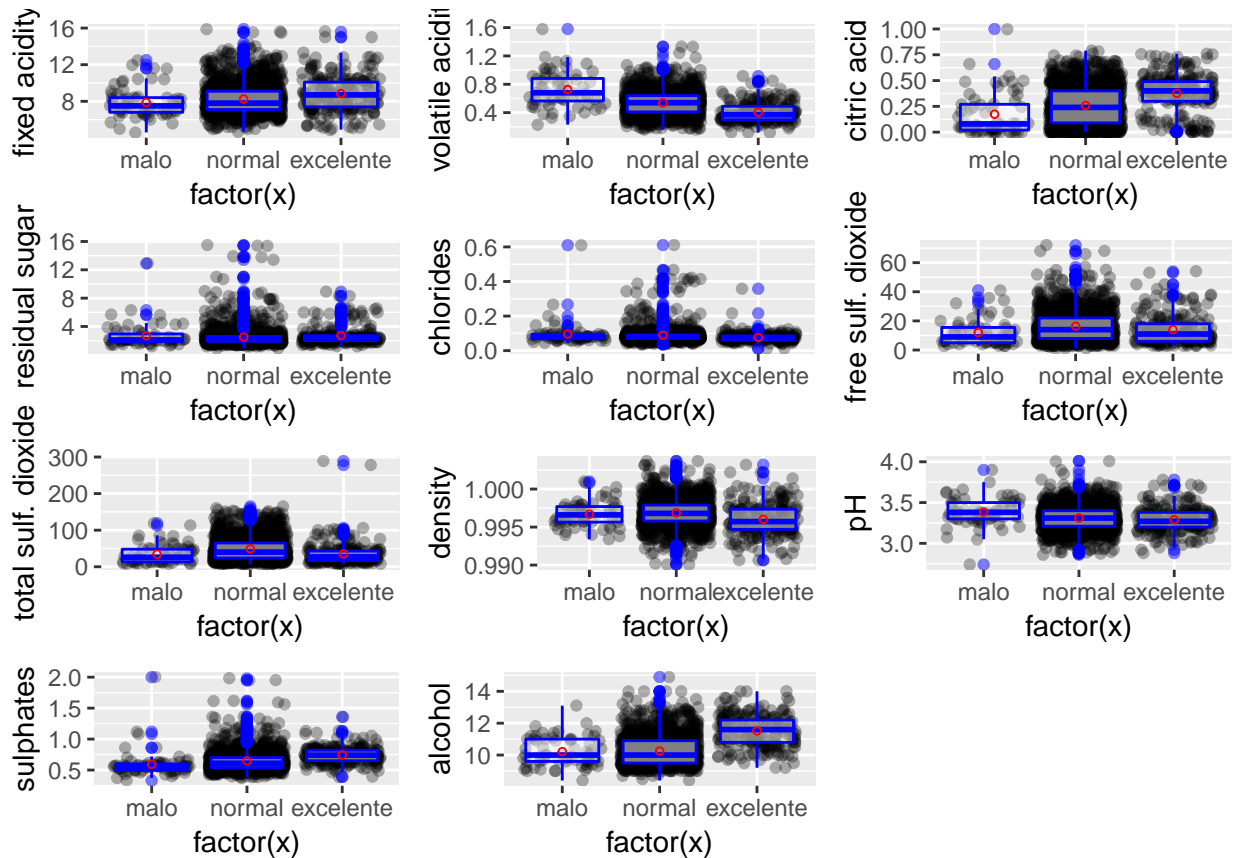 fixed acidity
16
12
8
malo normal excelente
factor(x)
volatile acidit
1.6
1.2
0.8
0.4
malo normal excelente
factor(x)
citric acid
1.00
0.75
0.50
0.25
0.00
malo normal excelente
factor(x)
residual sugar
16
12
8
4
malo normal excelente
factor(x)
chlorides
0.6
0.4
0.2
0.0
malo normal excelente
factor(x)
free sulf. dioxide
60
40
20
0
malo normal excelente
factor(x)
total sulf. dioxide
300
200
100
0
malo normal excelente
factor(x)
density
1.000
0.995
0.990
malo normal excelente
factor(x)
pH
4.0
3.5
3.0
malo normal excelente
factor(x)
sulphates
2.0
1.5
1.0
0.5
malo normal excelente
factor(x)
alcohol
14
12
10
malo normal excelente
factor(x)